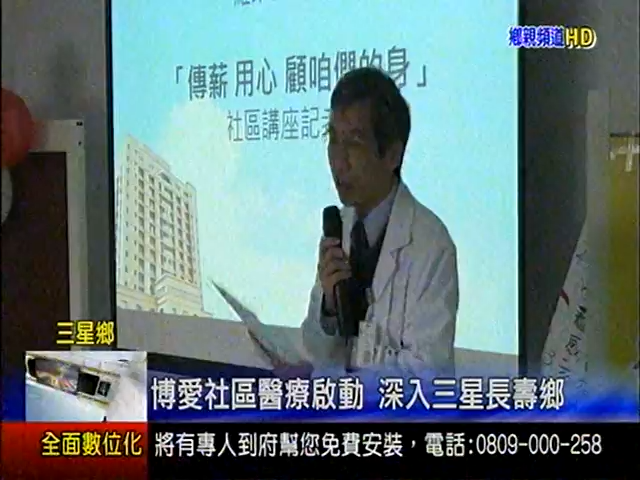 鄉親頻道HD
「傳薪 用心 顧咱們的身」
社區講座記
三星鄉
博愛社區醫療啟動 深入三星長壽鄉
全面數位化 將有專人到府幫您免費安裝，電話:0809-000-258